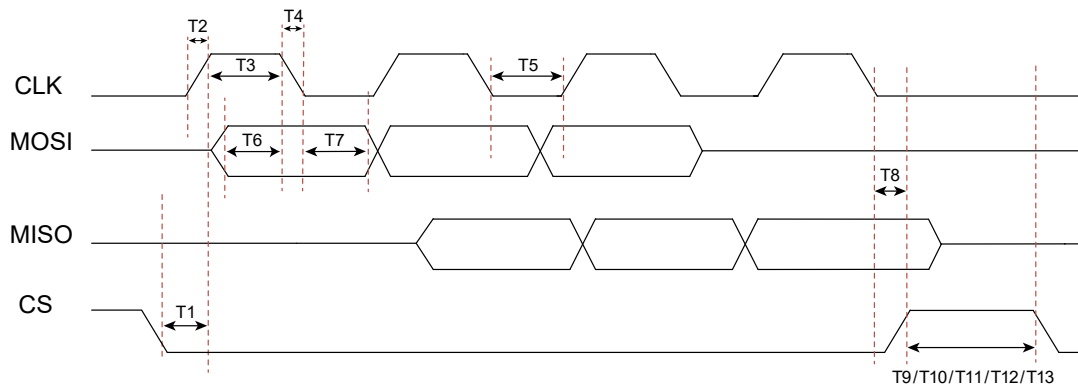 T2
T4
T3
T5
CLK
MOSI
T6
T7
T8
MISO
CS
T1
T9/T10/T11/T12/T13